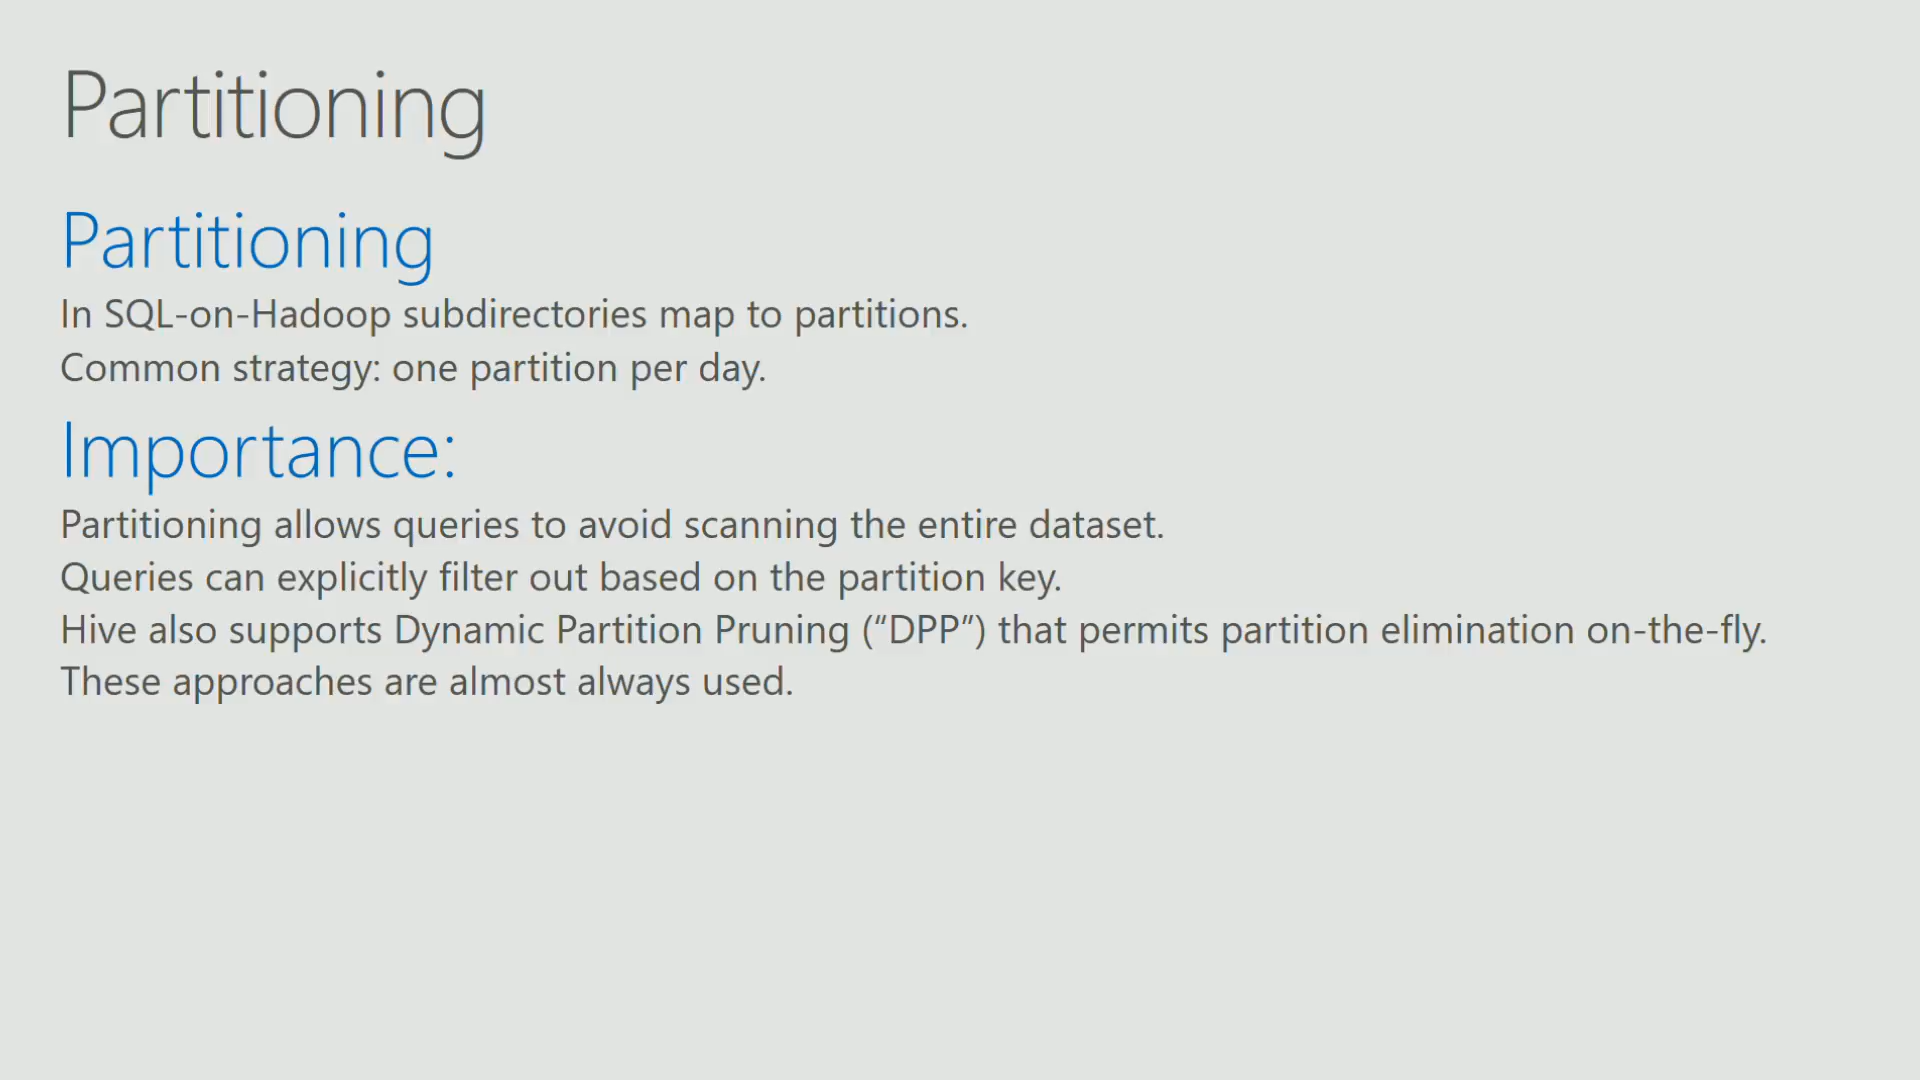 Partitioning
Partitioning
In SQL-on-Hadoop subdirectories map to partitions.
Common strategy: one partition per day.
Importance:
Partitioning allows queries to avoid scanning the entire dataset.
Queries can explicitly filter out based on the partition key.
Hive also supports Dynamic Partition Pruning (“DPP”) that permits partition elimination on-the-fly.
These approaches are almost always used.